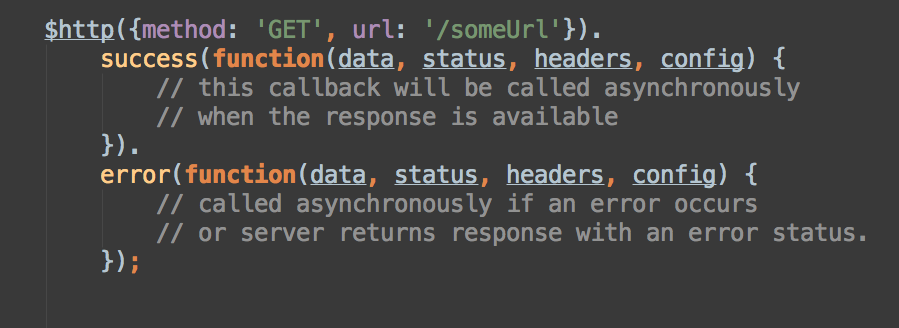 $http({method: 'GET', url: '/someUrl'}).
    success(function(data, status, headers, config) {
        // this callback will be called asynchronously
        // when the response is available
    }).
    error(function(data, status, headers, config) {
        // called asynchronously if an error occurs
        // or server returns response with an error status.
    });